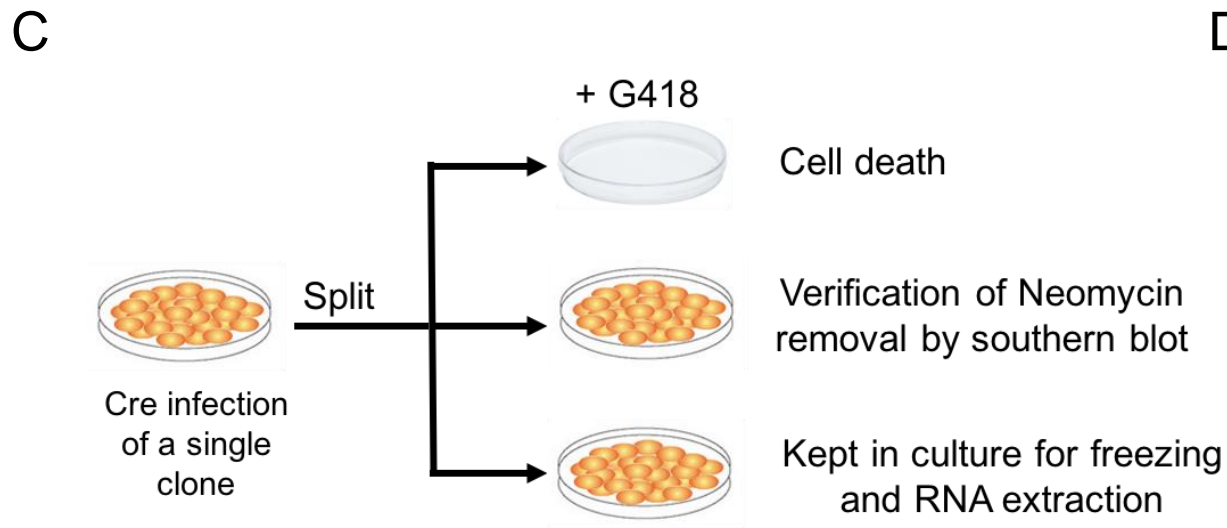 C
+ G418
Cell death
Split
Verification of Neomycin
removal by southern blot
Cre infection
of a single
clone
Kept in culture for freezing
and RNA extraction